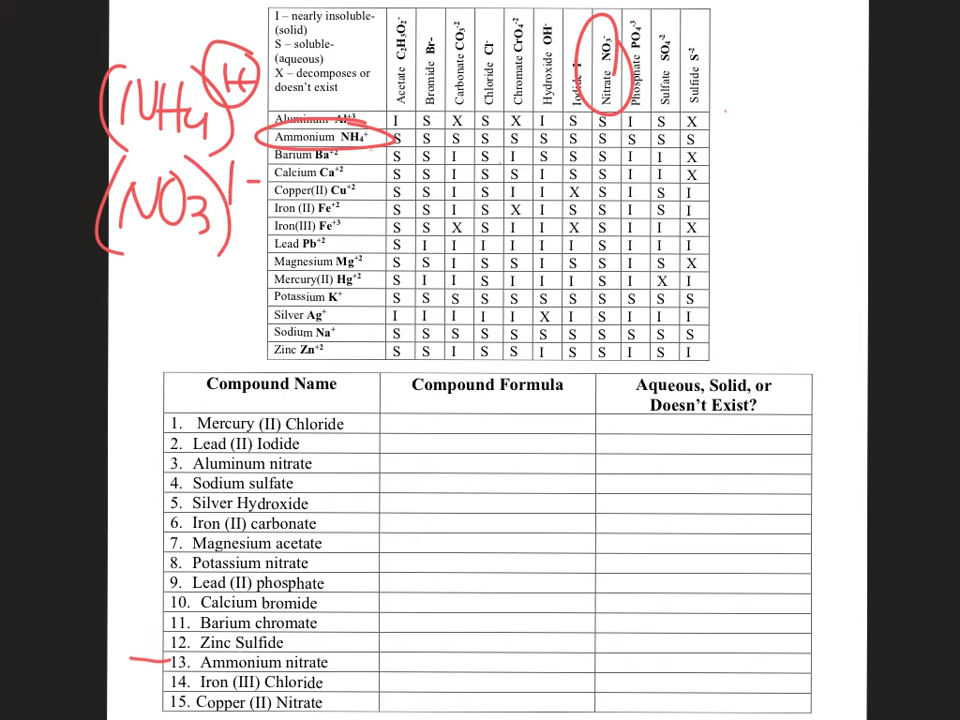 I – nearly insoluble-
(solid)
S – soluble-
(aqueous)
X – decomposes or
doesn't exist
Acetate C₂H₃O₂⁻
Bromide Br-
Carbonate CO₃⁻²
Chloride Cl⁻
Chromate CrO₄⁻²
Hydroxide OH⁻
Iodide I⁻
Nitrate NO₃⁻
Phosphate PO₄⁻³
Sulfate SO₄⁻²
Sulfide S⁻²
Aluminum Al⁺³ I S X S X I S S I S X
Ammonium NH₄⁺ S S S S S S S S S S S
Barium Ba⁺² S S I S I S S S I I X
Calcium Ca⁺² S S I S S I S S I I X
Copper(II) Cu⁺² S S I S I I X S I S I
Iron (II) Fe⁺² S S I S X I S S I S I
Iron(III) Fe⁺³ S S X S I I X S I I X
Lead Pb⁺² S I I I I I I S I I I
Magnesium Mg⁺² S S I S S I S S I S X
Mercury(II) Hg⁺² S I I S I I I S I X I
Potassium K⁺ S S S S S S S S S S S
Silver Ag⁺ I I I I I X I S I I I
Sodium Na⁺ S S S S S S S S S S S
Zinc Zn⁺² S S I S S I S S I S I
(NH4)1+
(NO3)1-
Compound Name Compound Formula Aqueous, Solid, or
Doesn't Exist?
1. Mercury (II) Chloride
2. Lead (II) Iodide
3. Aluminum nitrate
4. Sodium sulfate
5. Silver Hydroxide
6. Iron (II) carbonate
7. Magnesium acetate
8. Potassium nitrate
9. Lead (II) phosphate
10. Calcium bromide
11. Barium chromate
12. Zinc Sulfide
13. Ammonium nitrate
14. Iron (III) Chloride
15. Copper (II) Nitrate